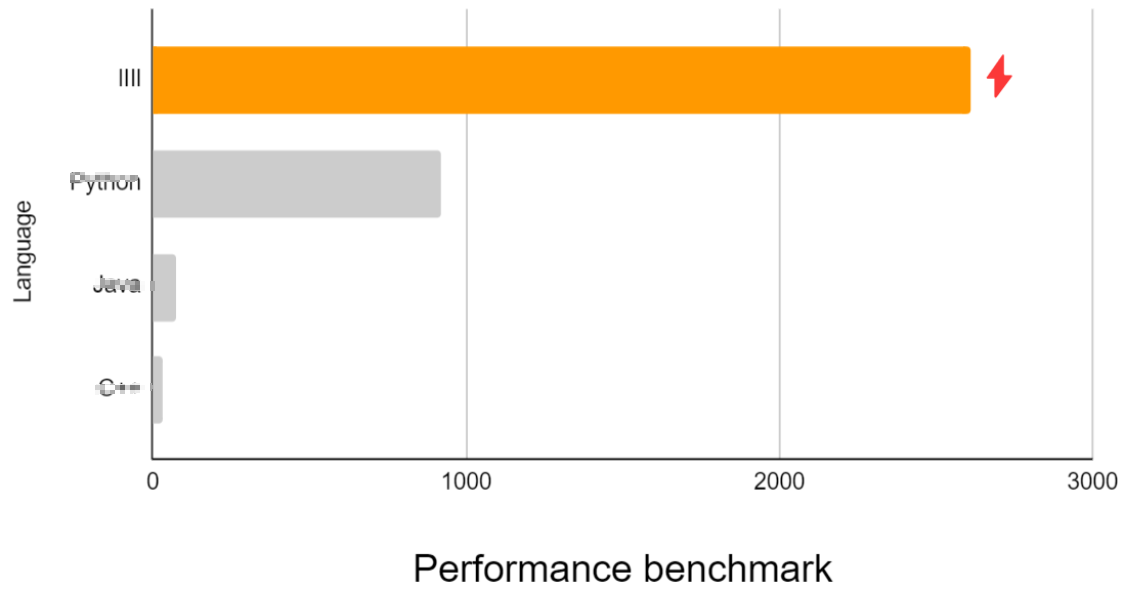 Language
IIII
Python
Java
C++
0 1000 2000 3000
Performance benchmark